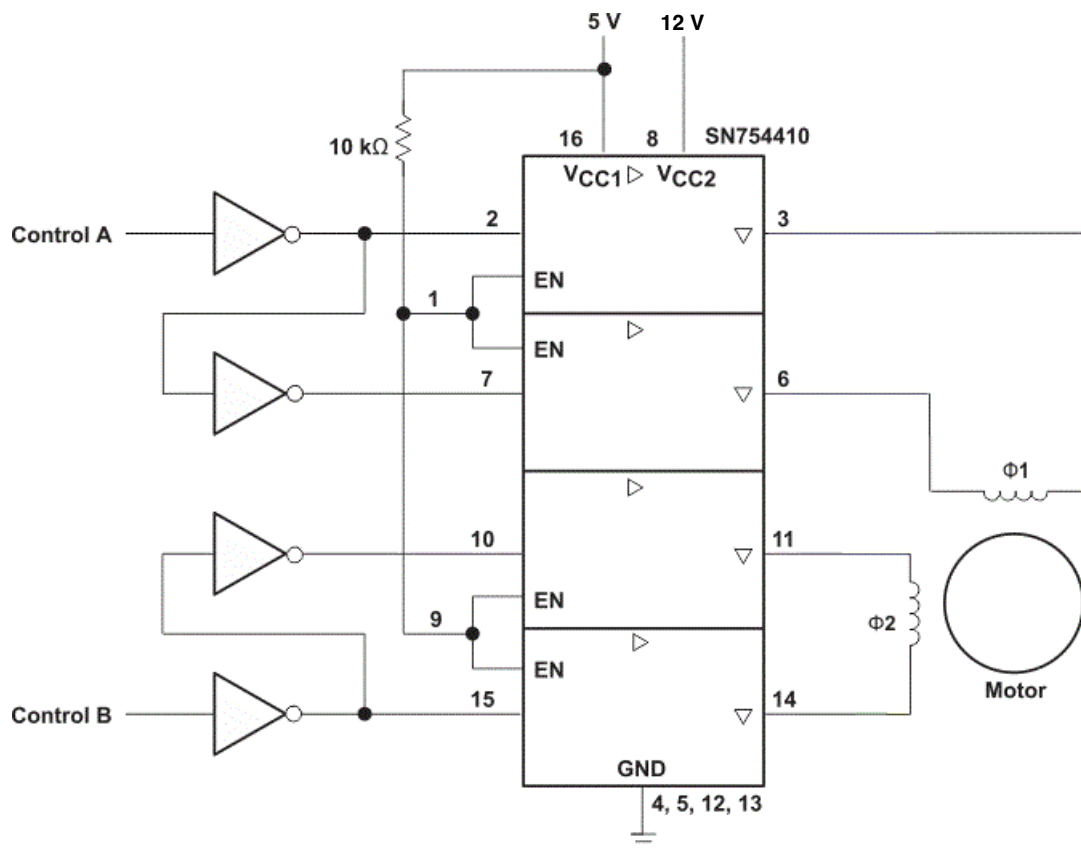 5 V
12 V
SN754410
16
8
10 kΩ
VCC1
VCC2
Control A
2
3
EN
1
EN
7
6
Φ1
10
11
EN
9
Φ2
EN
Motor
Control B
15
14
GND
4, 5, 12, 13